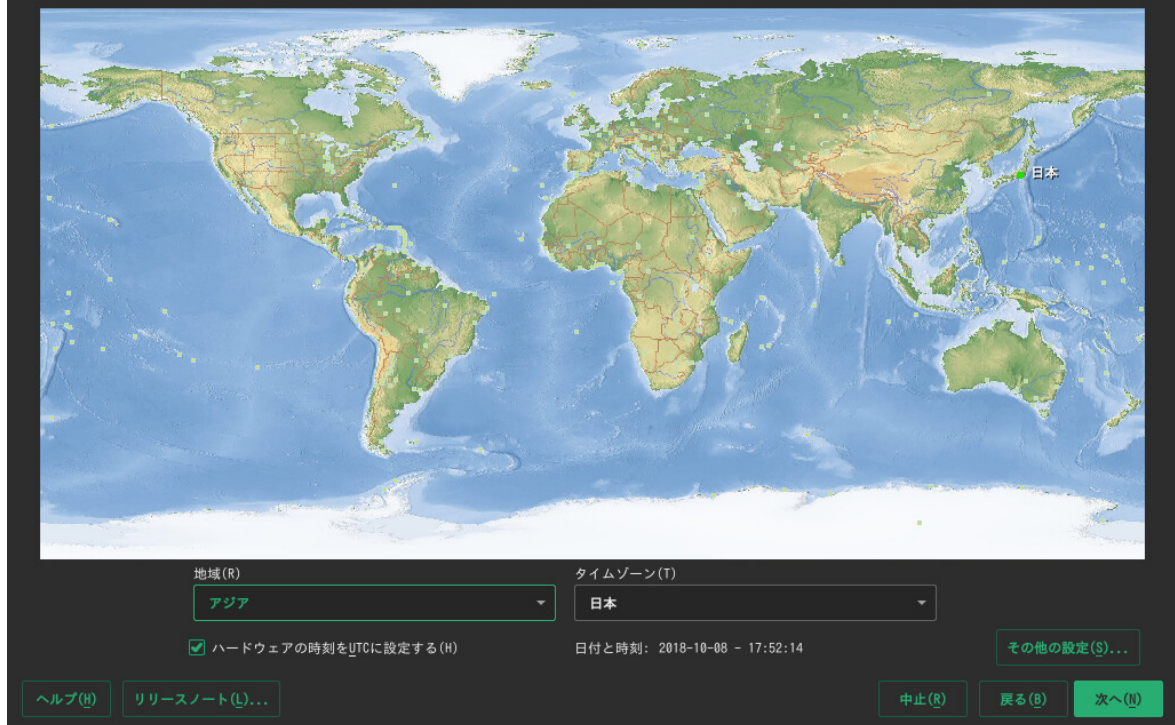 日本
地域(R)
タイムゾーン(T)
アジア
日本
ハードウェアの時刻をUTCに設定する(H)
日付と時刻: 2018-10-08 - 17:52:14
その他の設定(S)...
ヘルプ(H)
リリースノート(L)...
中止(R)
戻る(B)
次へ(N)